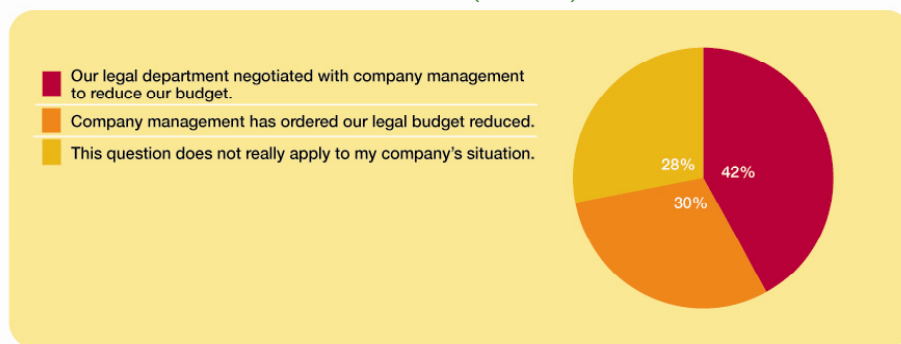 Our legal department negotiated with company management
to reduce our budget.
Company management has ordered our legal budget reduced.
This question does not really apply to my company's situation.
28%
42%
30%